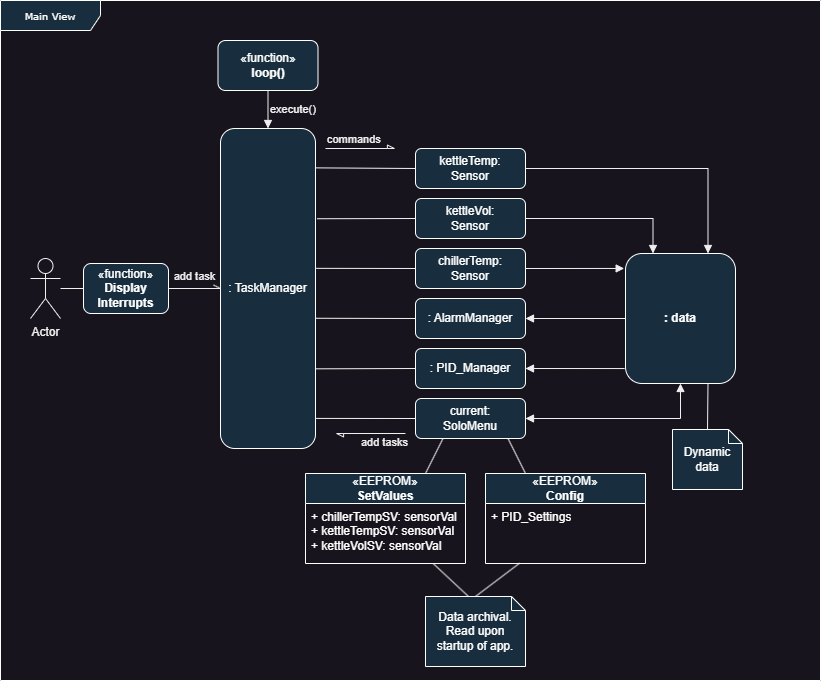 Main View
«function»
loop()
execute()
commands
kettleTemp:
Sensor
kettleVol:
Sensor
chillerTemp:
Sensor
«function»
Display
Interrupts
add task
: TaskManager
: AlarmManager
: data
Actor
: PID_Manager
current:
SoloMenu
add tasks
Dynamic
data
«EEPROM»
SetValues
+ chillerTempSV: sensorVal
+ kettleTempSV: sensorVal
+ kettleVolSV: sensorVal
«EEPROM»
Config
+ PID_Settings
Data archival.
Read upon
startup of app.